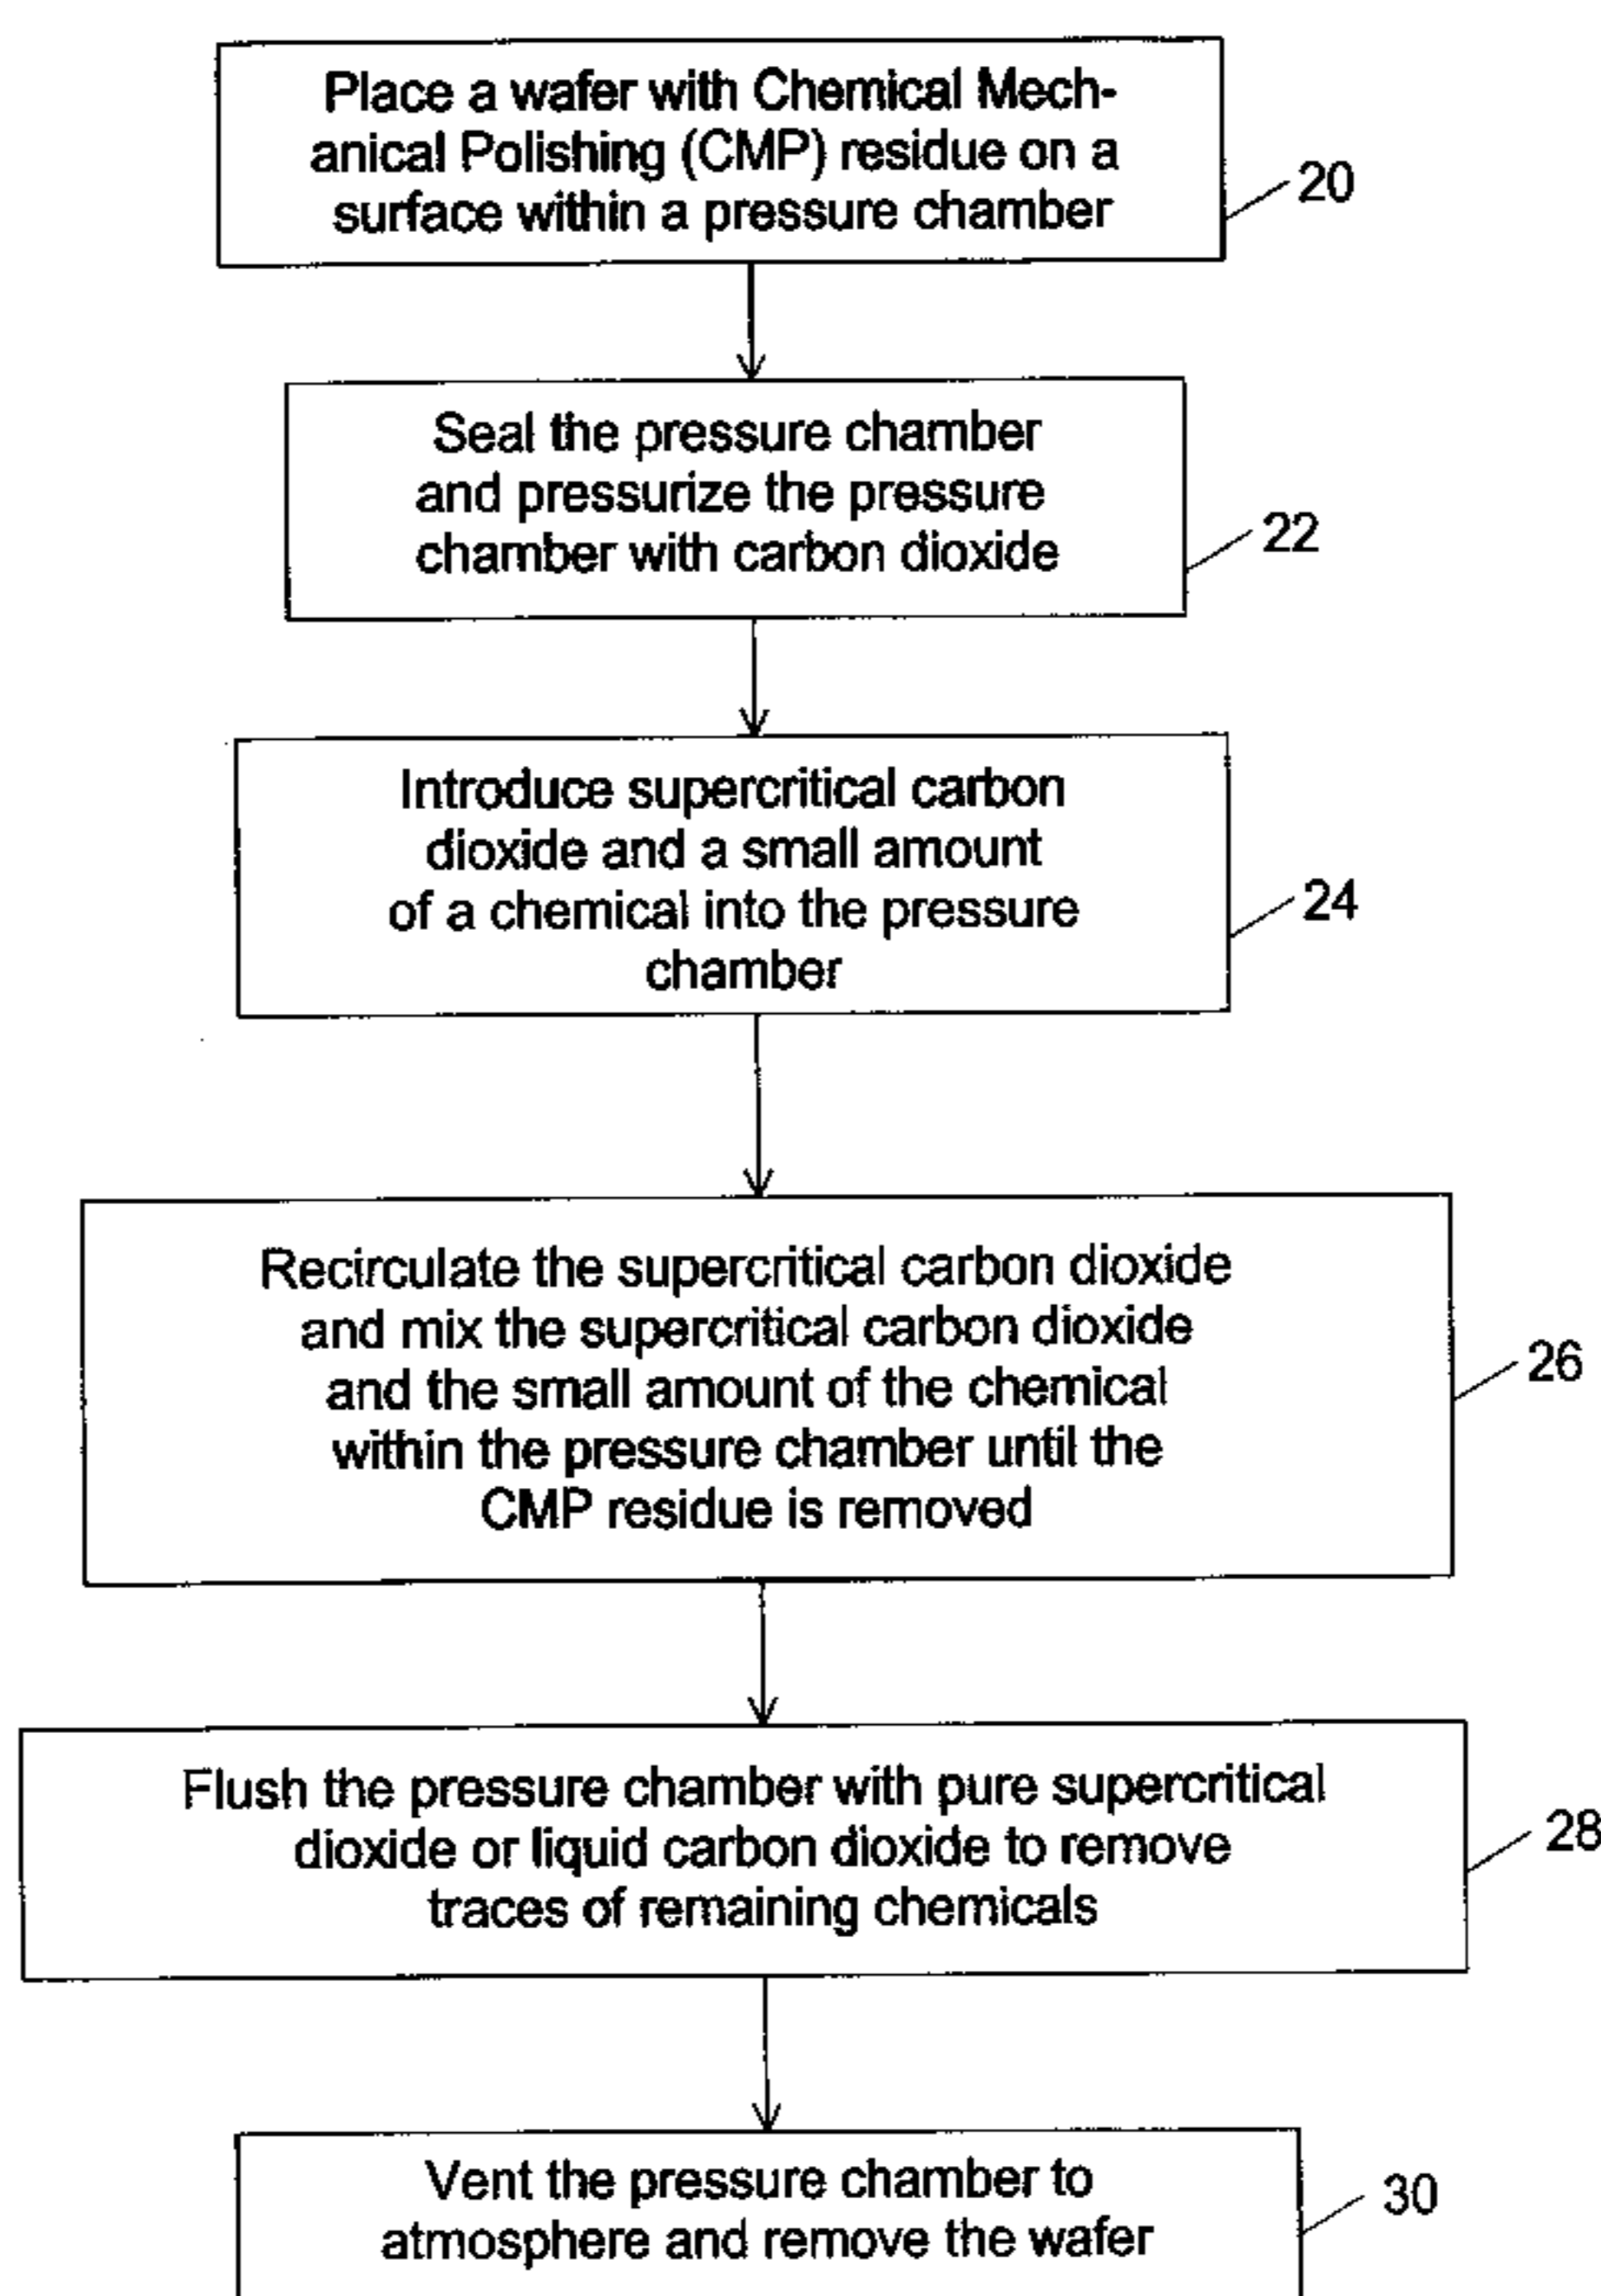 Place a wafer with Chemical Mech-
anical Polishing (CMP) residue on a
surface within a pressure chamber
20
Seal the pressure chamber
and pressurize the pressure
chamber with carbon dioxide
22
Introduce supercritical carbon
dioxide and a small amount
of a chemical into the pressure
chamber
24
Recirculate the supercritical carbon dioxide
and mix the supercritical carbon dioxide
and the small amount of the chemical
within the pressure chamber until the
CMP residue is removed
26
Flush the pressure chamber with pure supercritical
dioxide or liquid carbon dioxide to remove
traces of remaining chemicals
28
Vent the pressure chamber to
atmosphere and remove the wafer
30